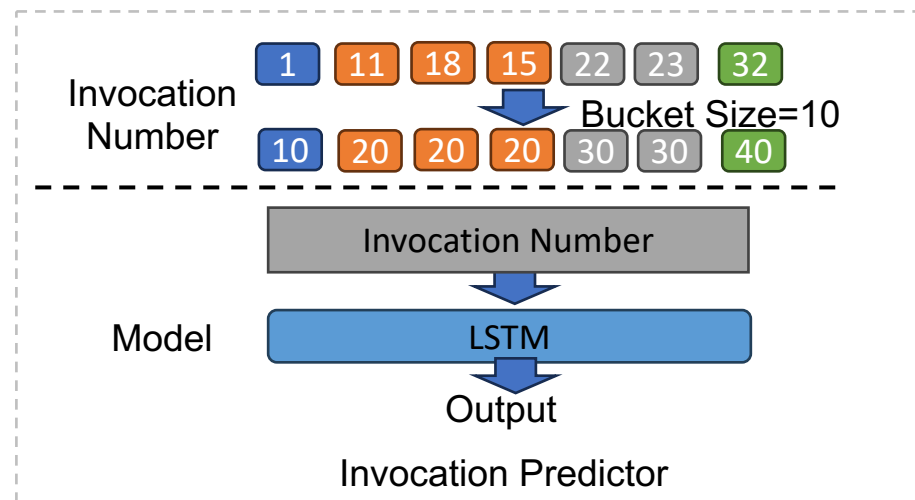 1 11 18 15 22 23 32
Invocation
Number
Bucket Size=10
10 20 20 20 30 30 40
Invocation Number
Model
LSTM
Output
Invocation Predictor